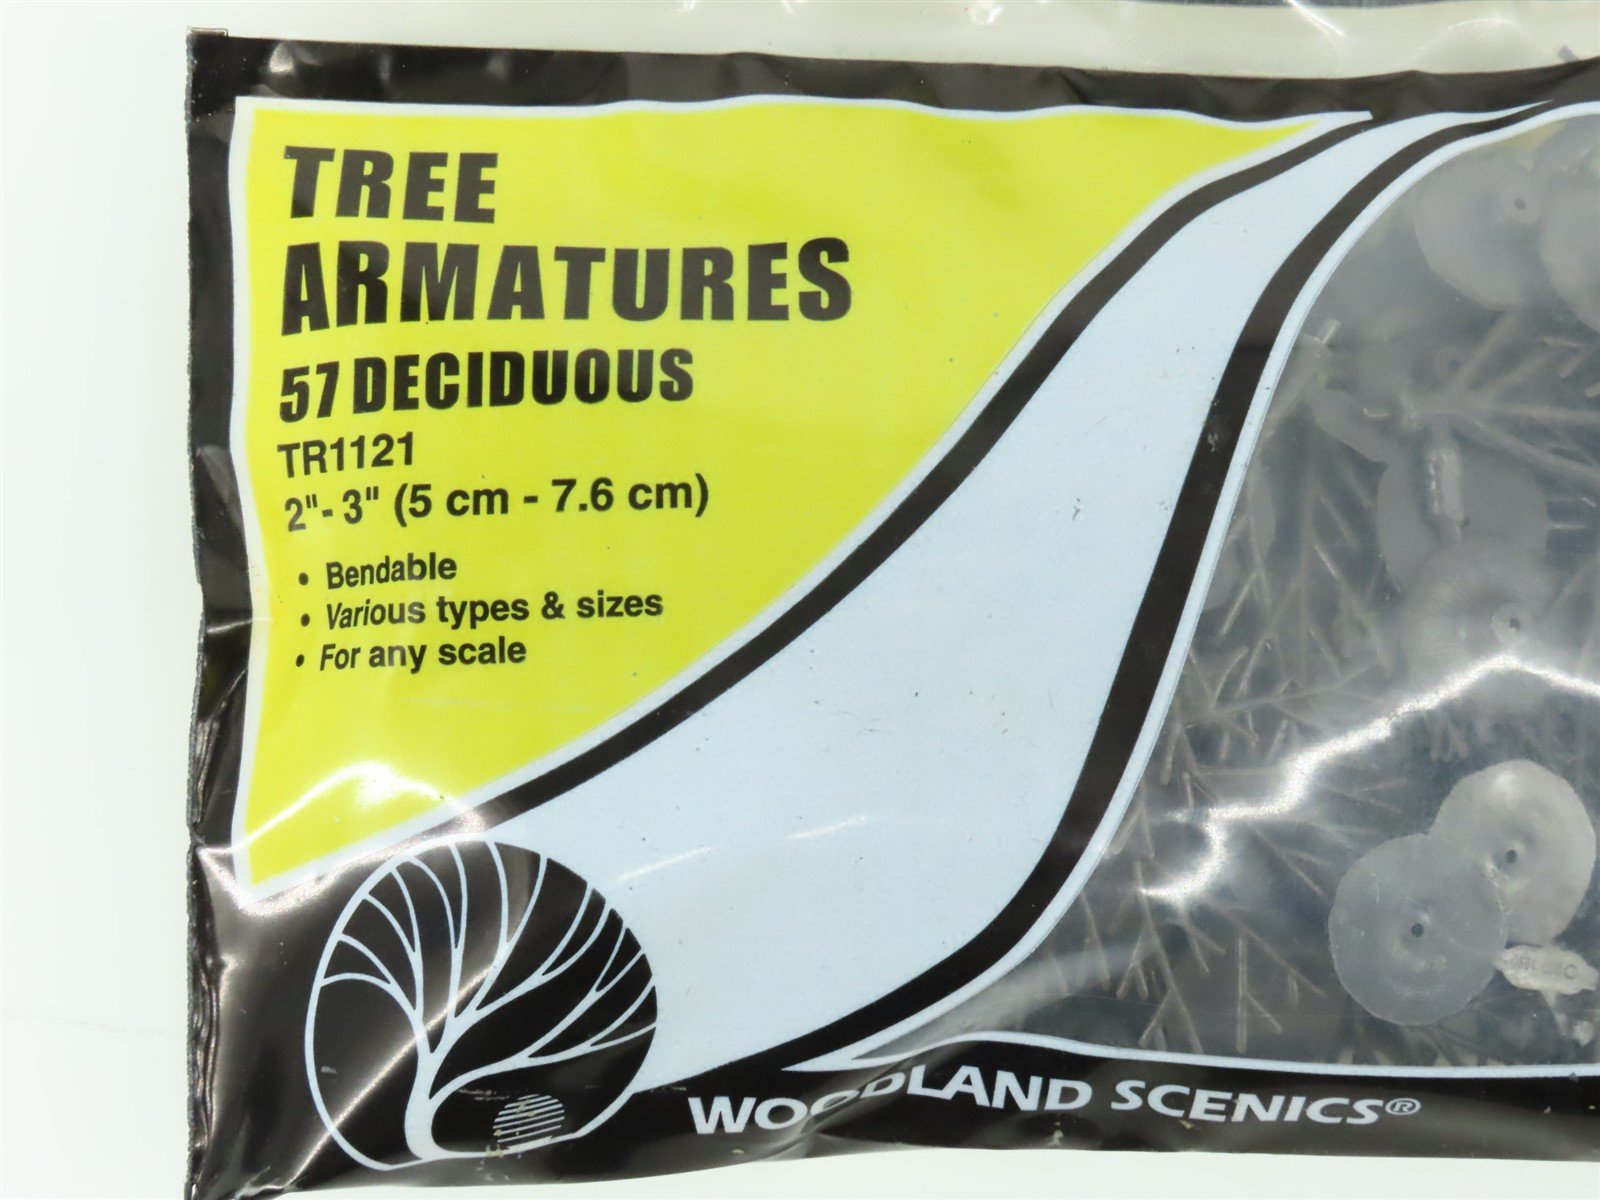 TREE
ARMATURES
57 DECIDUOUS
TR1121
2"- 3" (5 cm - 7.6 cm)
• Bendable
• Various types & sizes
• For any scale
WOODLAND SCENICS®